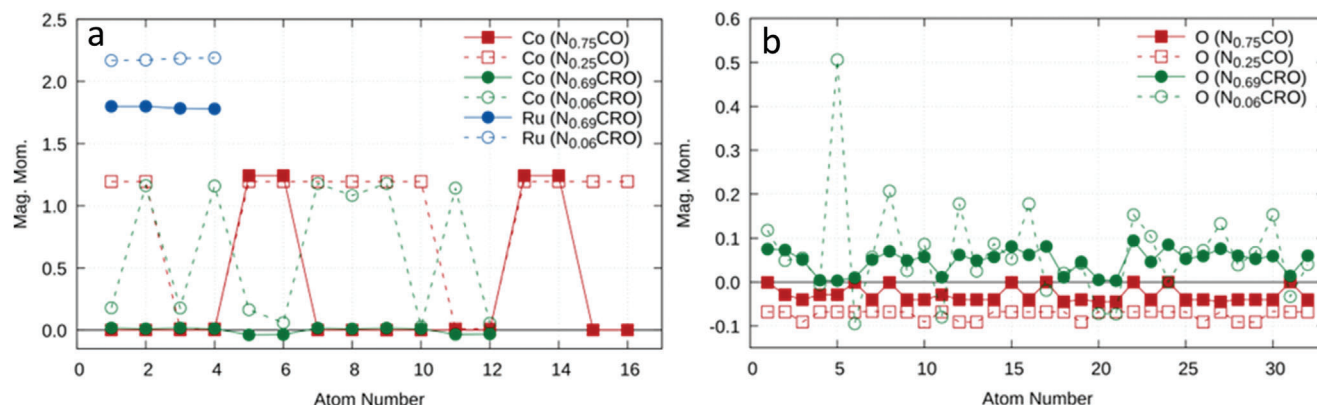 a
2.5
2.0
1.5
1.0
0.5
0.0
Mag. Mom.
0 2 4 6 8 10 12 14 16
Atom Number
Co (N0.75CO)
Co (N0.25CO)
Co (N0.69CRO)
Co (N0.06CRO)
Ru (N0.69CRO)
Ru (N0.06CRO)
b
0.6
0.5
0.4
0.3
0.2
0.1
0.0
-0.1
Mag. Mom.
0 5 10 15 20 25 30
Atom Number
O (N0.75CO)
O (N0.25CO)
O (N0.69CRO)
O (N0.06CRO)